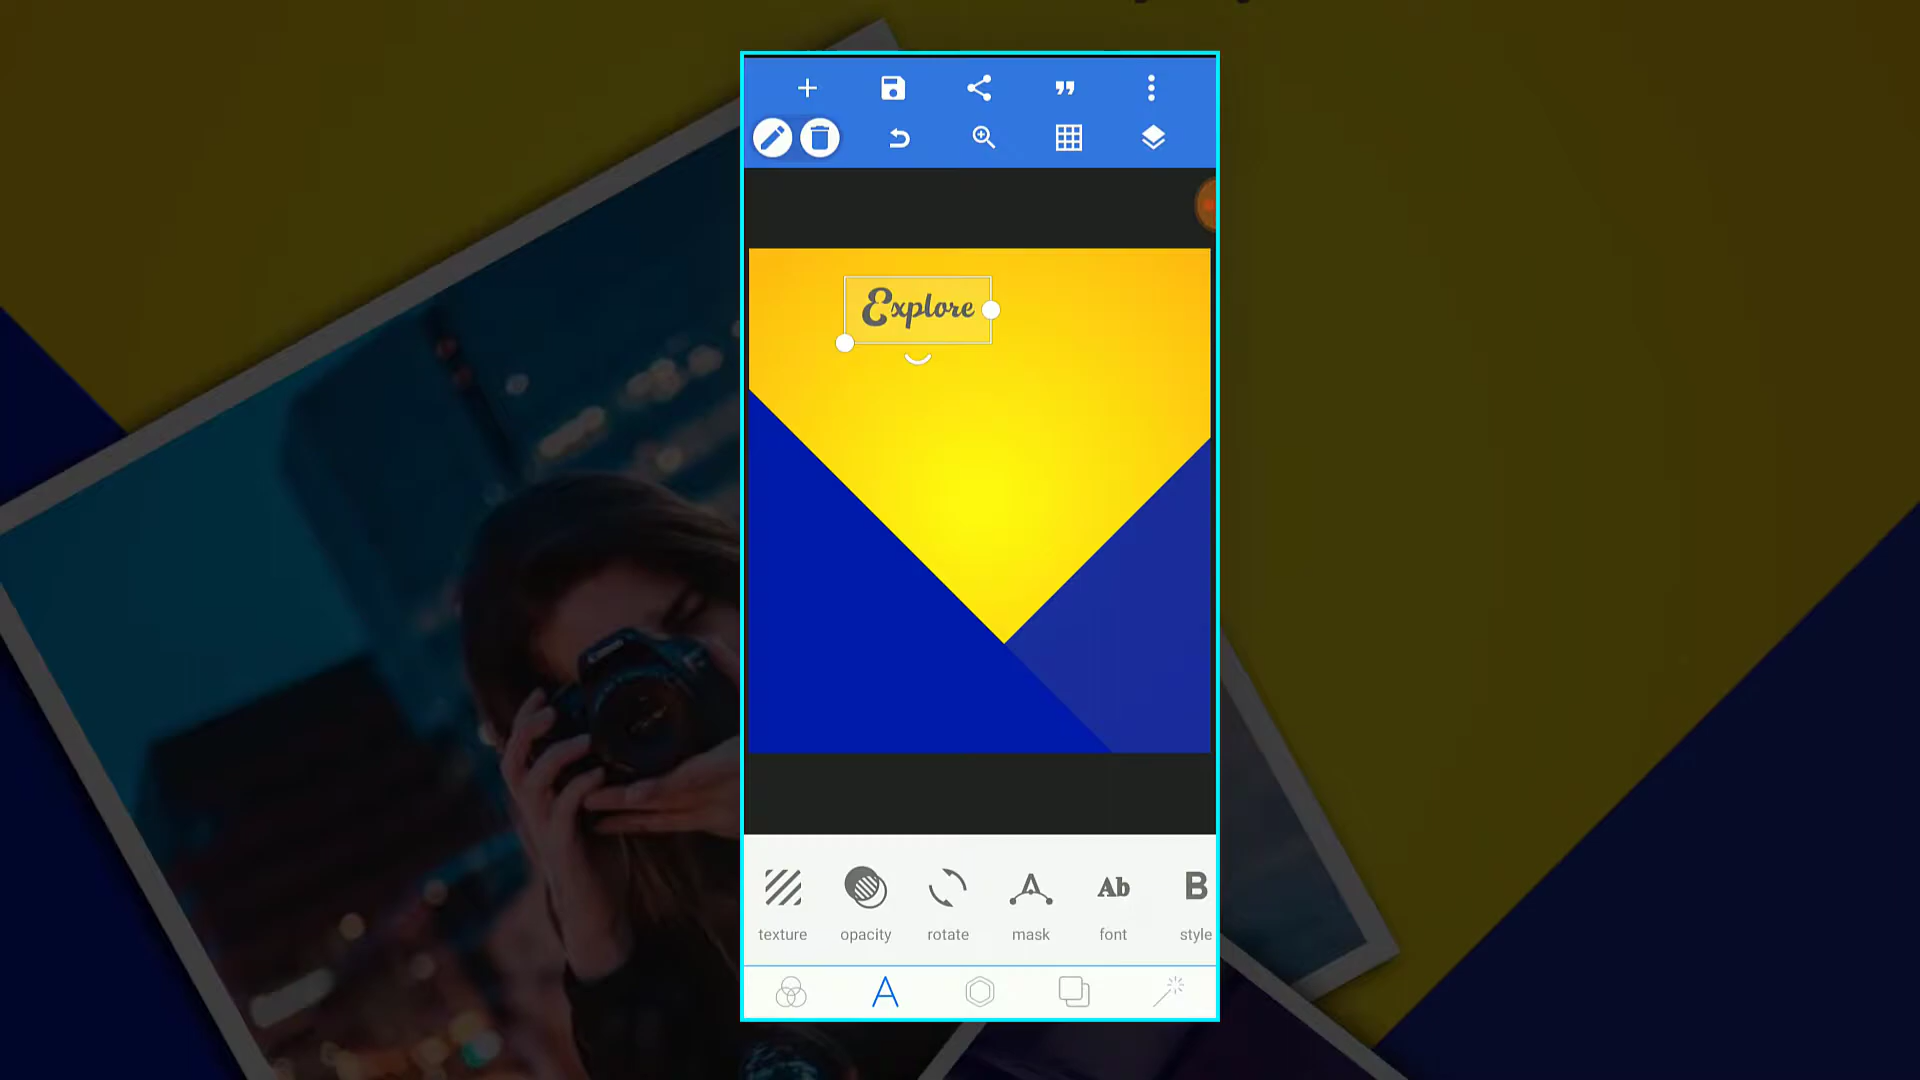 Explore
texture
opacity
rotate
mask
Ab
font
B
style